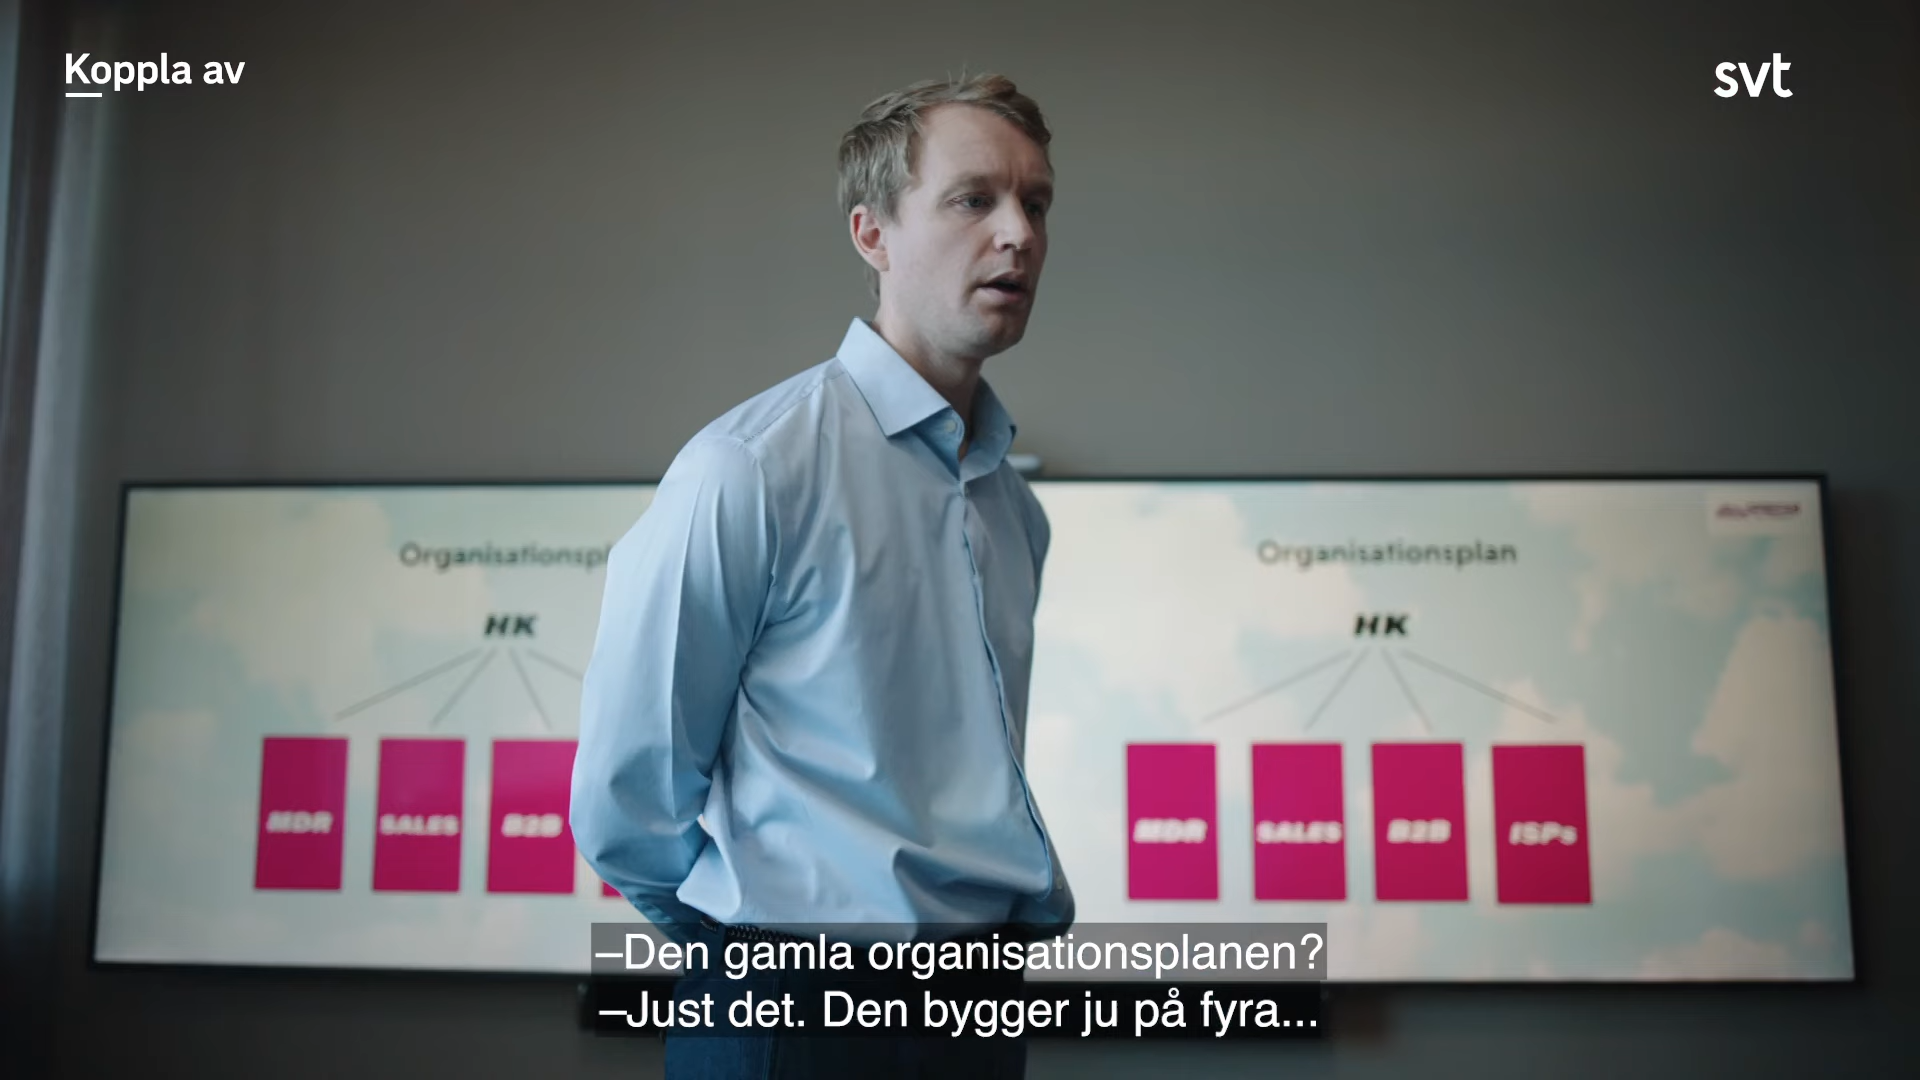 Koppla av
svt
Organisationspl
Organisationsplan
HK
HK
MDR
SALES
B2B
MDR
SALES
B2B
ISPs
–Den gamla organisationsplanen?
–Just det. Den bygger ju på fyra...